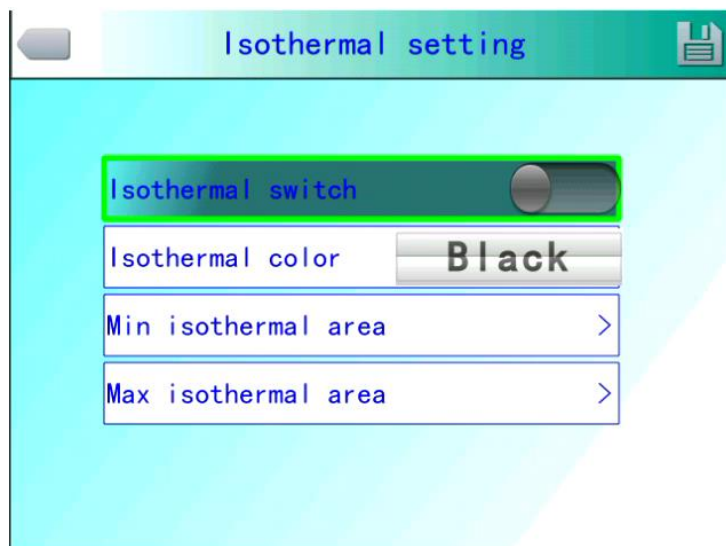 Isothermal setting
Isothermal switch
Isothermal color Black
Min isothermal area >
Max isothermal area >